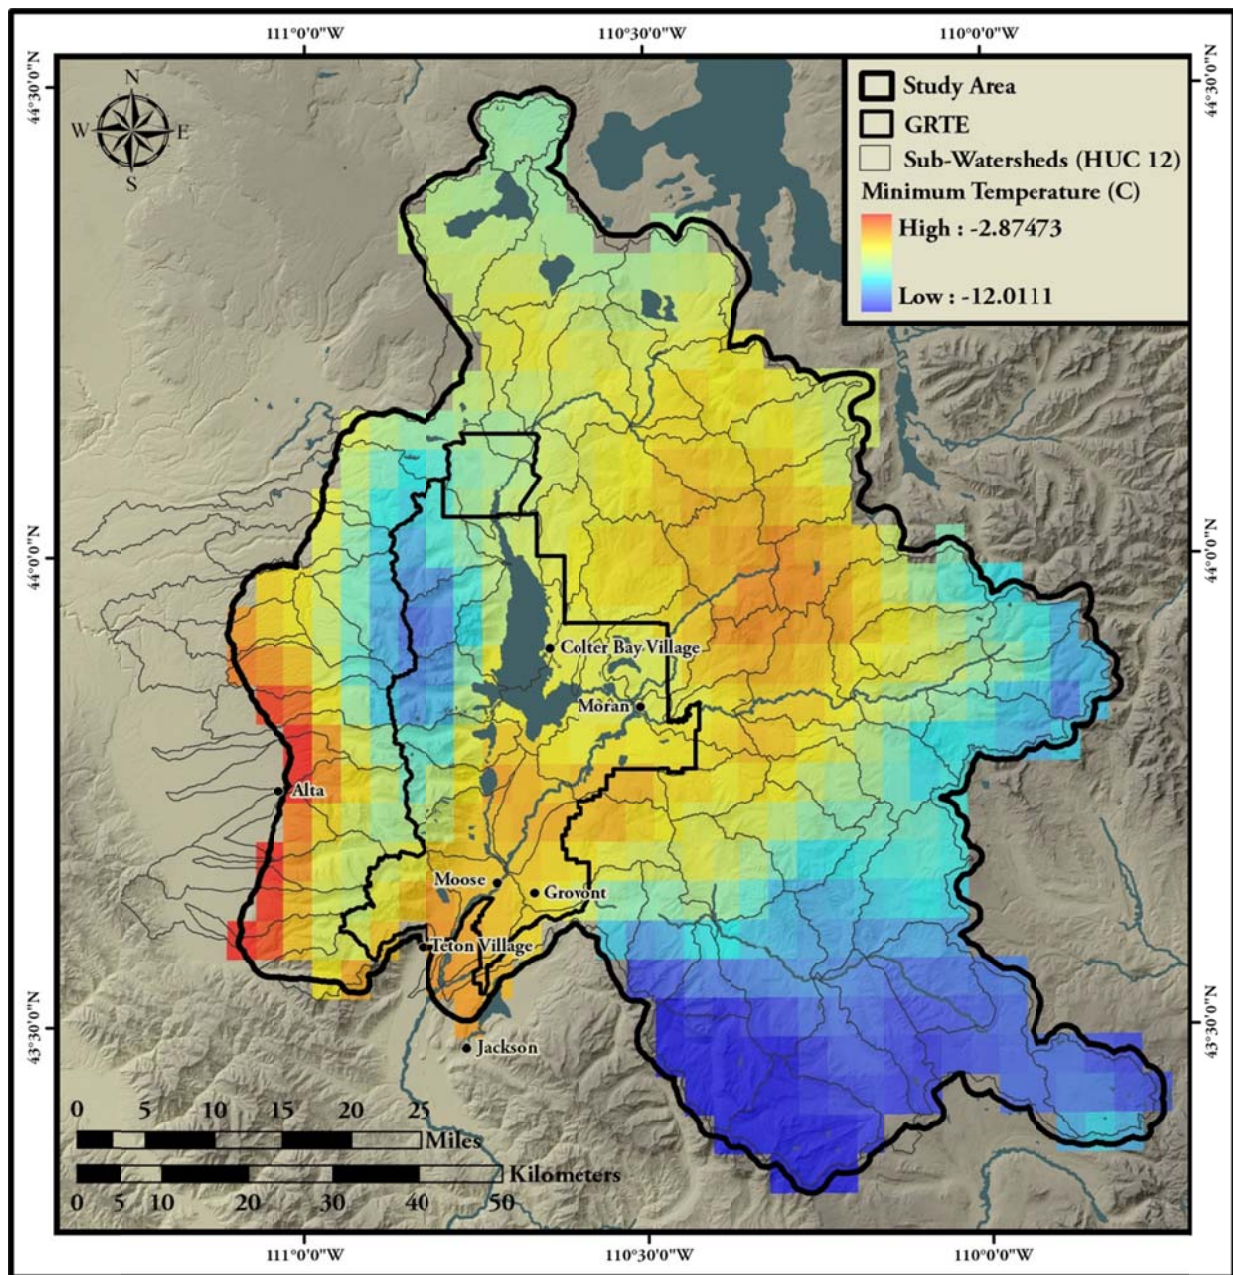 111°0'0"W 110°30'0"W 110°0'0"W
44°30'0"N 44°30'0"N
N
W E
S
Study Area
GRTE
Sub-Watersheds (HUC 12)
Minimum Temperature (C)
High : -2.87473
Low : -12.0111
44°0'0"N 44°0'0"N
Colter Bay Village
Moran
Alta
Moose
Grovont
Teton Village
43°30'0"N 43°30'0"N
Jackson
0 5 10 15 20 25
Miles
Kilometers
0 5 10 20 30 40 50
111°0'0"W 110°30'0"W 110°0'0"W